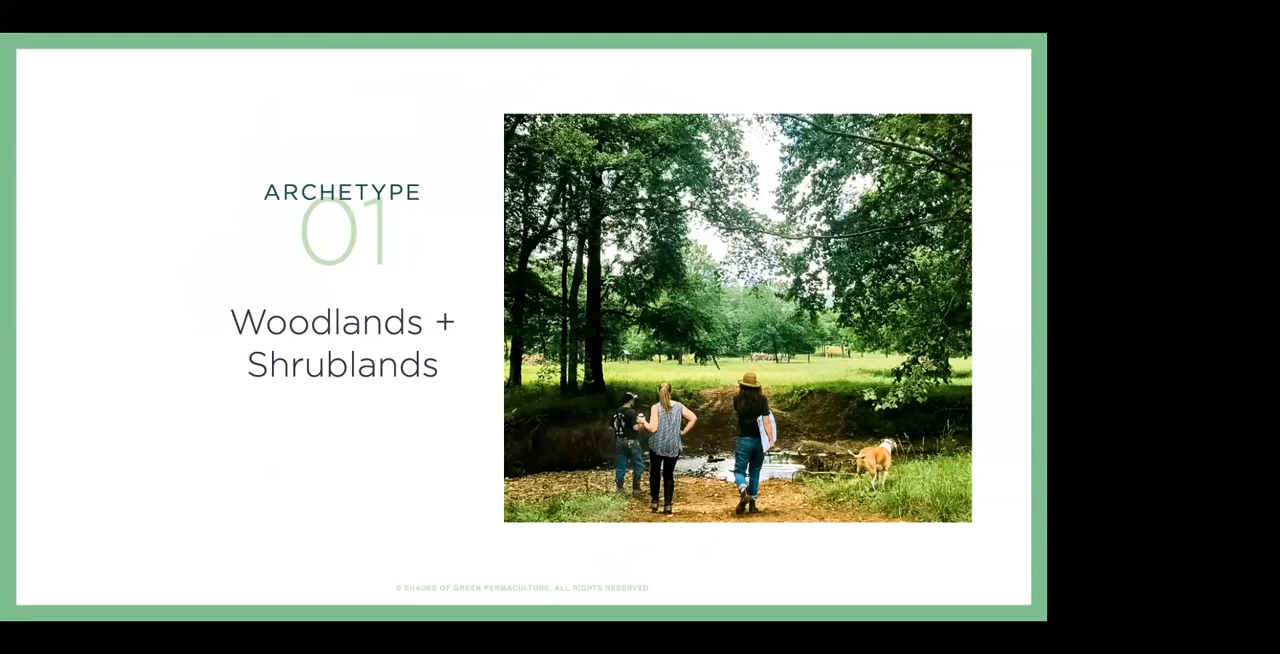 ARCHETYPE
01
Woodlands +
Shrublands
© SHADES OF GREEN PERMACULTURE. ALL RIGHTS RESERVED.